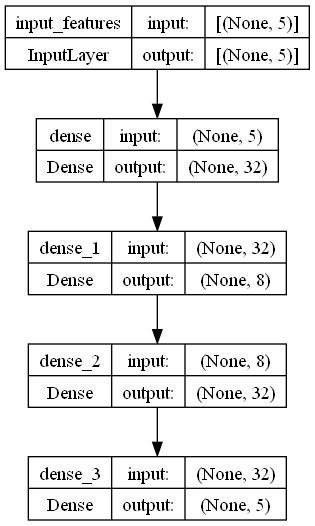 input_features input: [(None, 5)]
InputLayer output: [(None, 5)]
dense input: (None, 5)
Dense output: (None, 32)
dense_1 input: (None, 32)
Dense output: (None, 8)
dense_2 input: (None, 8)
Dense output: (None, 32)
dense_3 input: (None, 32)
Dense output: (None, 5)